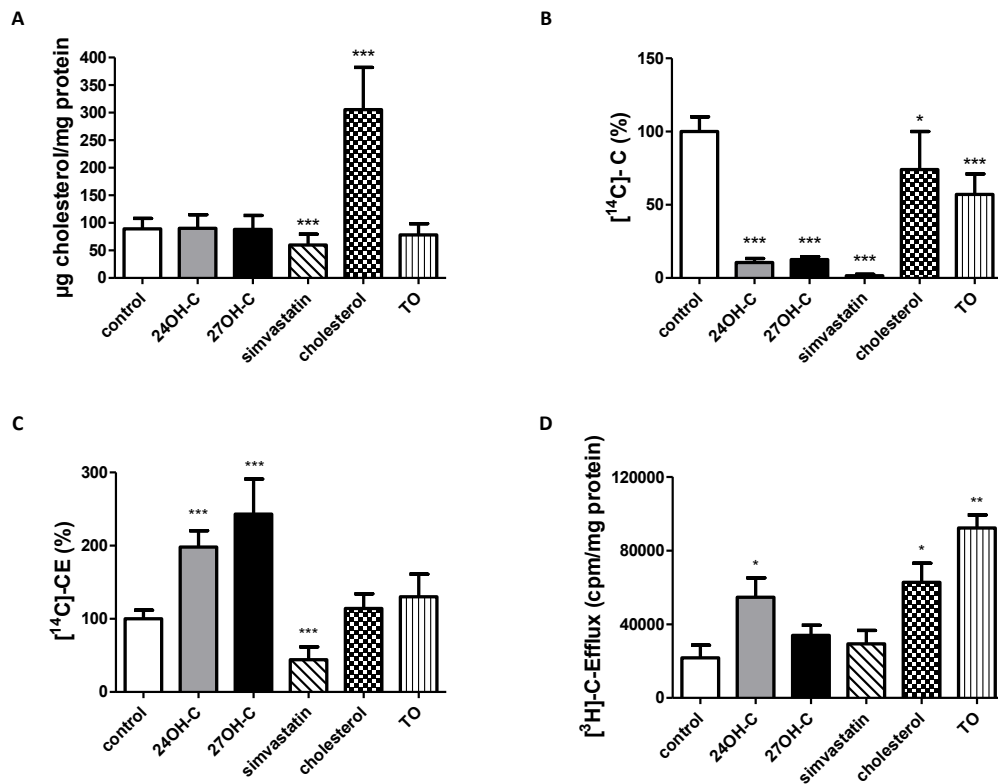 A
µg cholesterol/mg protein
400
350
300
250
200
150
100
50
0
***
***
control
24OH-C
27OH-C
simvastatin
cholesterol
TO
B
[¹⁴C]- C (%)
100
50
0
***
***
***
*
***
control
24OH-C
27OH-C
simvastatin
cholesterol
TO
C
[¹⁴C]-CE (%)
300
200
100
0
***
***
***
control
24OH-C
27OH-C
simvastatin
cholesterol
TO
D
[³H]-C-Efflux (cpm/mg protein)
120000
80000
40000
0
*
*
**
control
24OH-C
27OH-C
simvastatin
cholesterol
TO